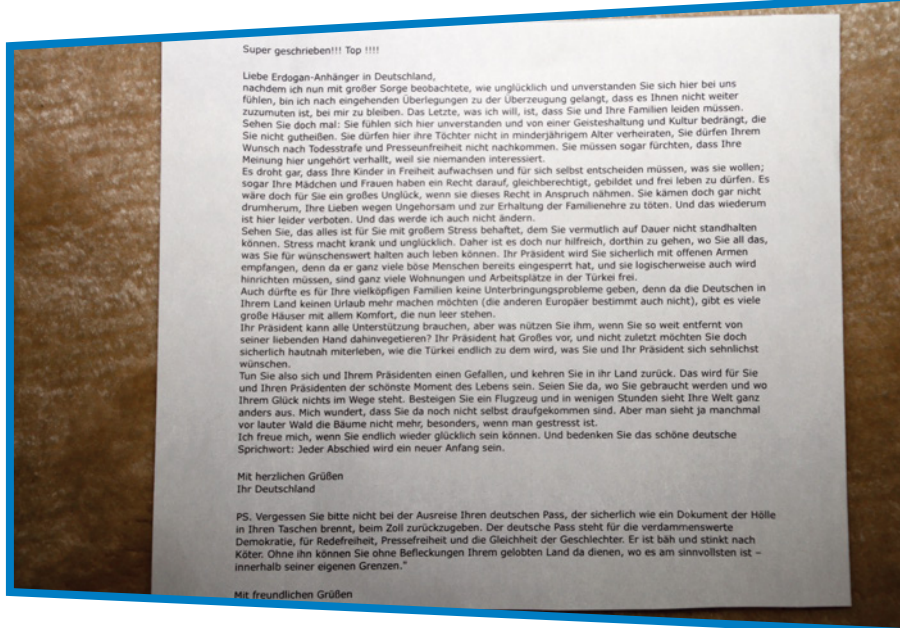 Super geschrieben!!! Top !!!!
Liebe Erdogan-Anhänger in Deutschland,
nachdem ich nun mit großer Sorge beobachtete, wie unglücklich und unverstanden Sie sich hier bei uns
fühlen, bin ich nach eingehenden Überlegungen zu der Überzeugung gelangt, dass es Ihnen nicht weiter
zuzumuten ist, bei mir zu bleiben. Das Letzte, was ich will, ist, dass Sie und Ihre Familien leiden müssen.
Sehen Sie doch mal: Sie fühlen sich hier unverstanden und von einer Geisteshaltung und Kultur bedrängt, die
Sie nicht gutheißen. Sie dürfen hier ihre Töchter nicht in minderjährigem Alter verheiraten, Sie dürfen Ihrem
Wunsch nach Todesstrafe und Presseunfreiheit nicht nachkommen. Sie müssen sogar fürchten, dass Ihre
Meinung hier ungehört verhallt, weil sie niemanden interessiert.
Es droht gar, dass Ihre Kinder in Freiheit aufwachsen und für sich selbst entscheiden müssen, was sie wollen;
sogar Ihre Mädchen und Frauen haben ein Recht darauf, gleichberechtigt, gebildet und frei leben zu dürfen. Es
wäre doch für Sie ein großes Unglück, wenn sie dieses Recht in Anspruch nähmen. Sie kämen doch gar nicht
drumherum, Ihre Lieben wegen Ungehorsam und zur Erhaltung der Familienehre zu töten. Und das wiederum
ist hier leider verboten. Und das werde ich auch nicht ändern.
Sehen Sie, das alles ist für Sie mit großem Stress behaftet, dem Sie vermutlich auf Dauer nicht standhalten
können. Stress macht krank und unglücklich. Daher ist es doch nur hilfreich, dorthin zu gehen, wo Sie all das,
was Sie für wünschenswert halten auch leben können. Ihr Präsident wird Sie sicherlich mit offenen Armen
empfangen, denn da er ganz viele böse Menschen bereits eingesperrt hat, und sie logischerweise auch wird
hinrichten müssen, sind ganz viele Wohnungen und Arbeitsplätze in der Türkei frei.
Auch dürfte es für Ihre vielköpfigen Familien keine Unterbringungsprobleme geben, denn da die Deutschen in
Ihrem Land keinen Urlaub mehr machen möchten (die anderen Europäer bestimmt auch nicht), gibt es viele
große Häuser mit allem Komfort, die nun leer stehen.
Ihr Präsident kann alle Unterstützung brauchen, aber was nützen Sie ihm, wenn Sie so weit entfernt von
seiner liebenden Hand dahinvegetieren? Ihr Präsident hat Großes vor, und nicht zuletzt möchten Sie doch
sicherlich hautnah miterleben, wie die Türkei endlich zu dem wird, was Sie und Ihr Präsident sich sehnlichst
wünschen.
Tun Sie also sich und Ihrem Präsidenten einen Gefallen, und kehren Sie in ihr Land zurück. Das wird für Sie
und Ihren Präsidenten der schönste Moment des Lebens sein. Seien Sie da, wo Sie gebraucht werden und wo
Ihrem Glück nichts im Wege steht. Besteigen Sie ein Flugzeug und in wenigen Stunden sieht Ihre Welt ganz
anders aus. Mich wundert, dass Sie da noch nicht selbst draufgekommen sind. Aber man sieht ja manchmal
vor lauter Wald die Bäume nicht mehr, besonders, wenn man gestresst ist.
Ich freue mich, wenn Sie endlich wieder glücklich sein können. Und bedenken Sie das schöne deutsche
Sprichwort: Jeder Abschied wird ein neuer Anfang sein.
Mit herzlichen Grüßen
Ihr Deutschland
PS. Vergessen Sie bitte nicht bei der Ausreise Ihren deutschen Pass, der sicherlich wie ein Dokument der Hölle
in Ihren Taschen brennt, beim Zoll zurückzugeben. Der deutsche Pass steht für die verdammenswerte
Demokratie, für Redefreiheit, Pressefreiheit und die Gleichheit der Geschlechter. Er ist bäh und stinkt nach
Köter. Ohne ihn können Sie ohne Befleckungen Ihrem gelobten Land da dienen, wo es am sinnvollsten ist –
innerhalb seiner eigenen Grenzen."
Mit freundlichen Grüßen